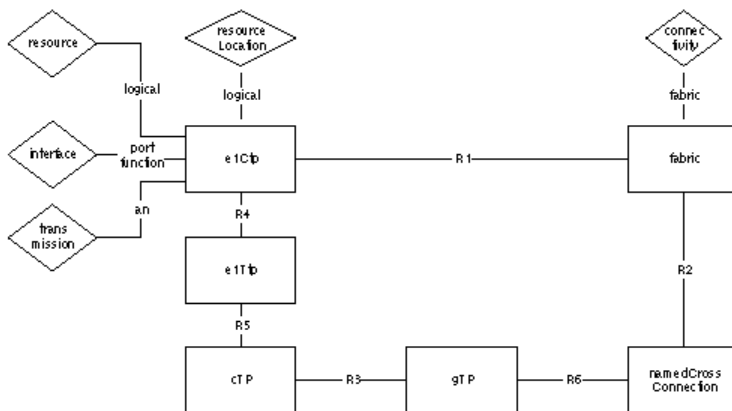 resource
resource
Location
connec
tivity
logical
logical
fabric
interface
port
function
e1Ctp
R1
fabric
an
trans
mission
R4
e1Ttp
R2
R5
cTP
R3
gTP
R6
namedCross
Connection